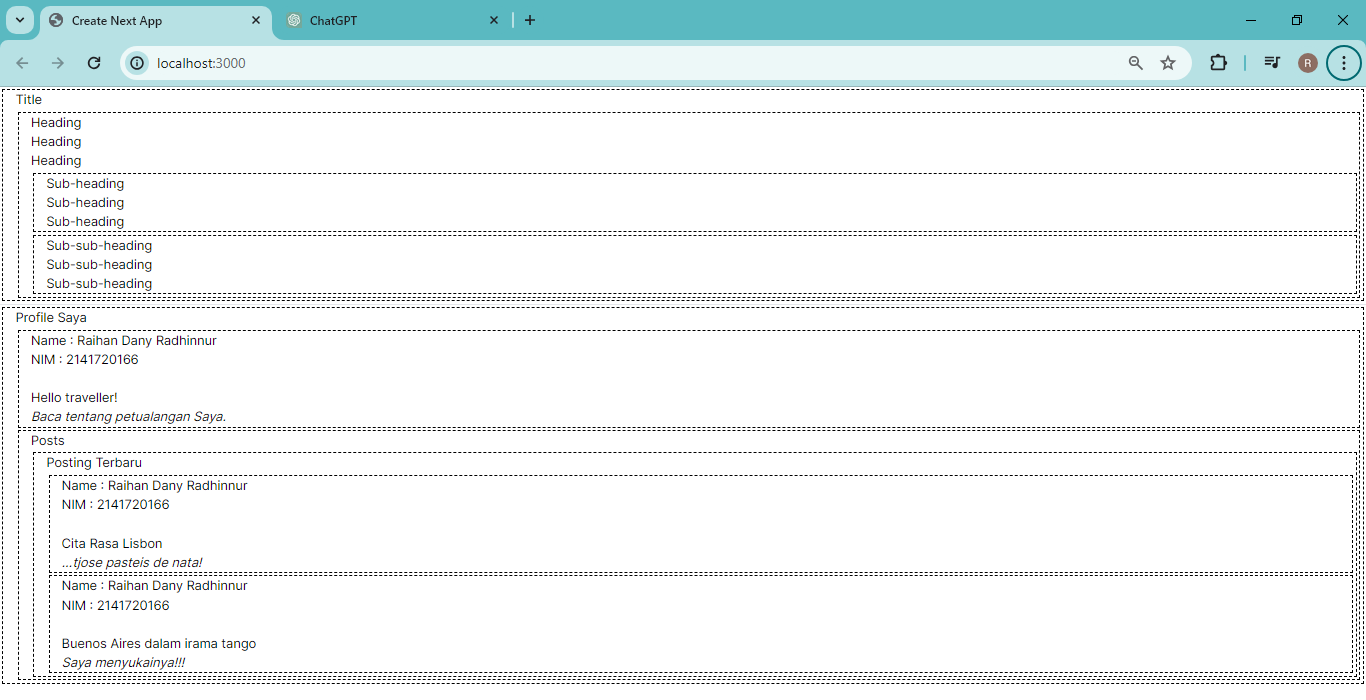 Create Next App
ChatGPT
localhost:3000
R
Title
Heading
Heading
Heading
Sub-heading
Sub-heading
Sub-heading
Sub-sub-heading
Sub-sub-heading
Sub-sub-heading
Profile Saya
Name : Raihan Dany Radhinnur
NIM : 2141720166
Hello traveller!
Baca tentang petualangan Saya.
Posts
Posting Terbaru
Name : Raihan Dany Radhinnur
NIM : 2141720166
Cita Rasa Lisbon
...tjose pasteis de nata!
Name : Raihan Dany Radhinnur
NIM : 2141720166
Buenos Aires dalam irama tango
Saya menyukainya!!!